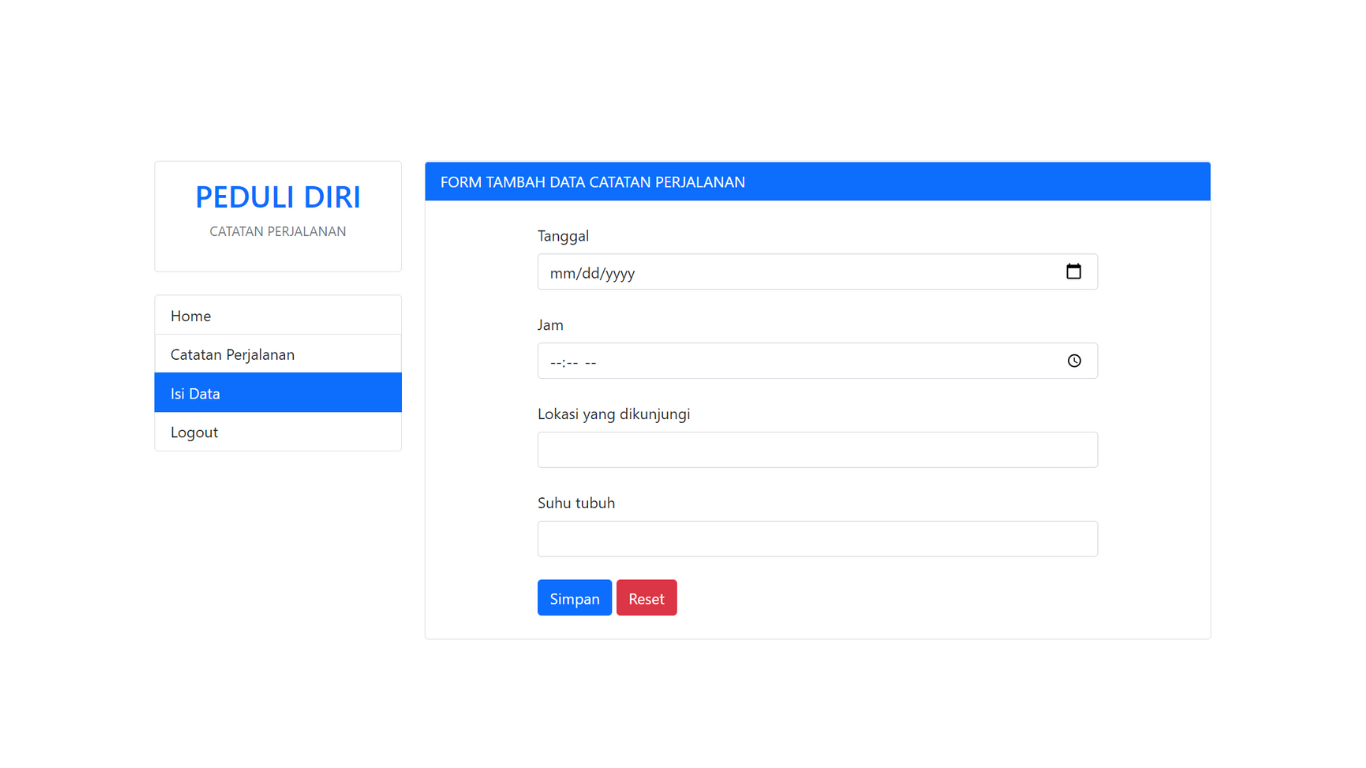 PEDULI DIRI
CATATAN PERJALANAN
Home
Catatan Perjalanan
Isi Data
Logout
FORM TAMBAH DATA CATATAN PERJALANAN
Tanggal
mm/dd/yyyy
Jam
--:-- --
Lokasi yang dikunjungi
Suhu tubuh
Simpan Reset